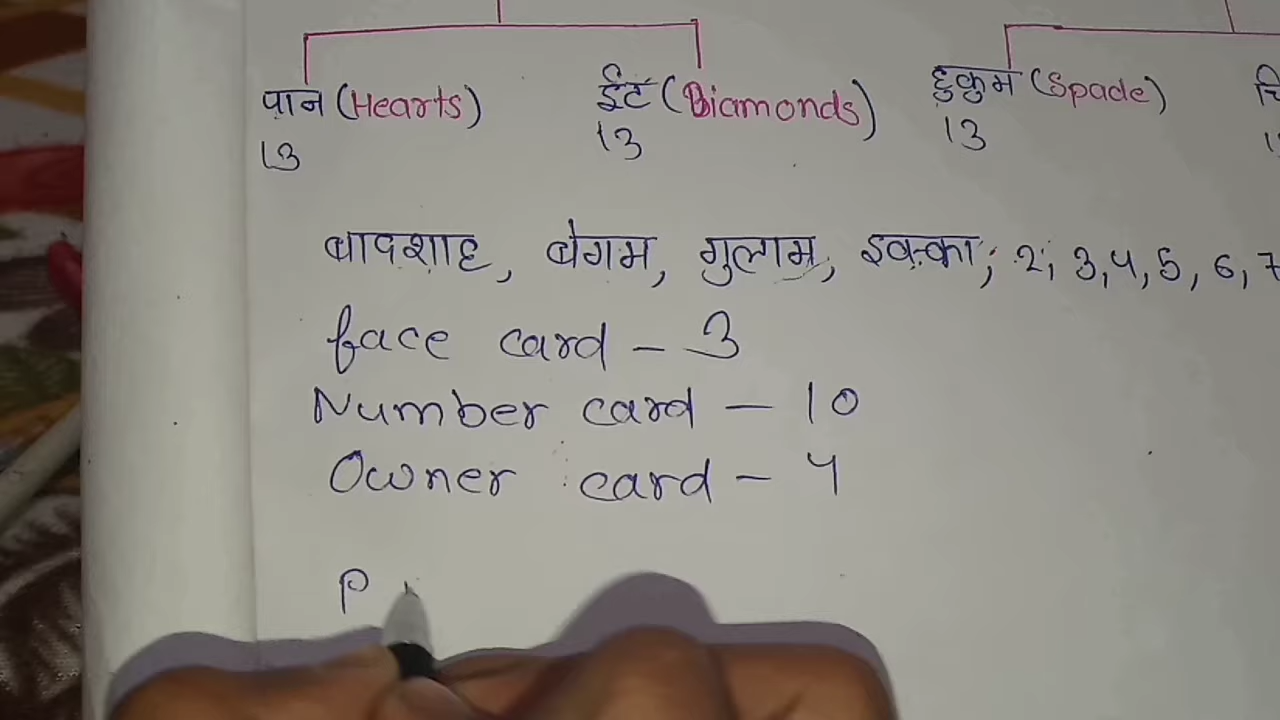 पान (Hearts) ईंट (Diamonds) हुकुम (Spade) चि
13 13 13 1
बादशाह, बेगम, गुलाम, इक्का, 2, 3, 4, 5, 6, 7
face card - 3
Number card - 10
Owner card - 4
P